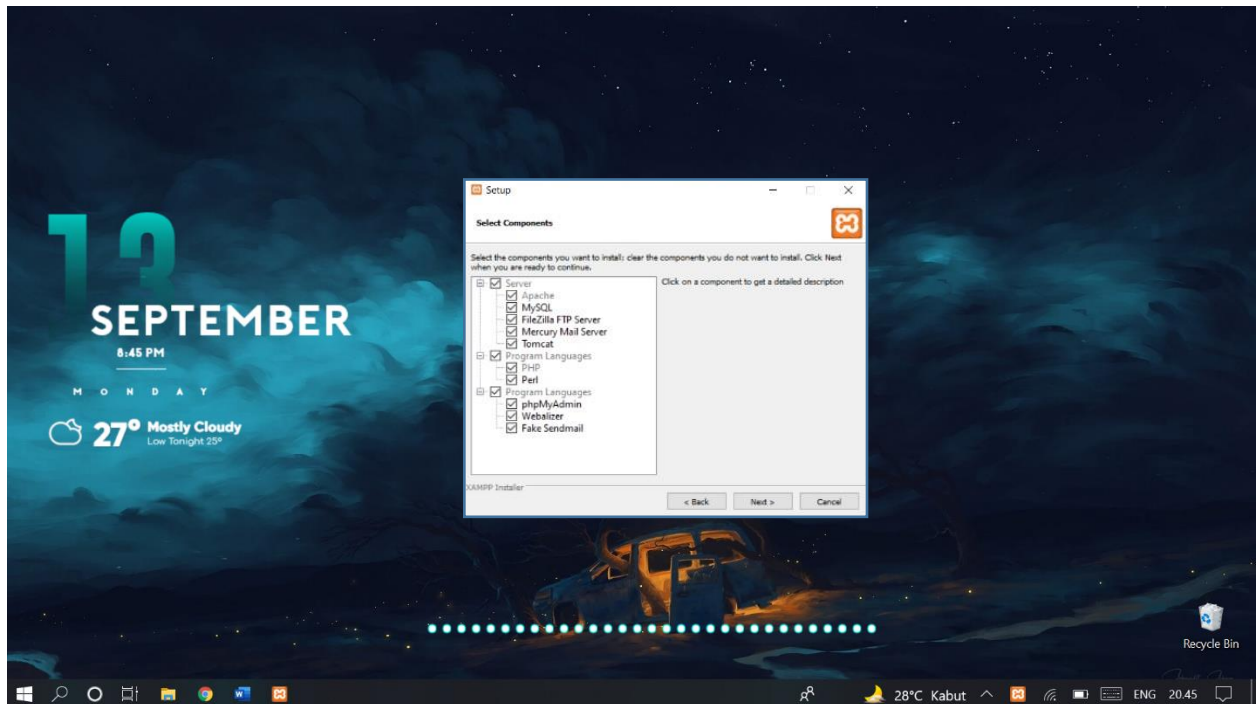 13
SEPTEMBER
8:45 PM
MONDAY
27° Mostly Cloudy
Low Tonight 25º
Setup
Select Components
Select the components you want to install; clear the components you do not want to install. Click Next
when you are ready to continue.
Server
Apache
MySQL
FileZilla FTP Server
Mercury Mail Server
Tomcat
Program Languages
PHP
Perl
Program Languages
phpMyAdmin
Webalizer
Fake Sendmail
Click on a component to get a detailed description
XAMPP Installer
< Back
Next >
Cancel
Recycle Bin
28°C Kabut
ENG
20.45